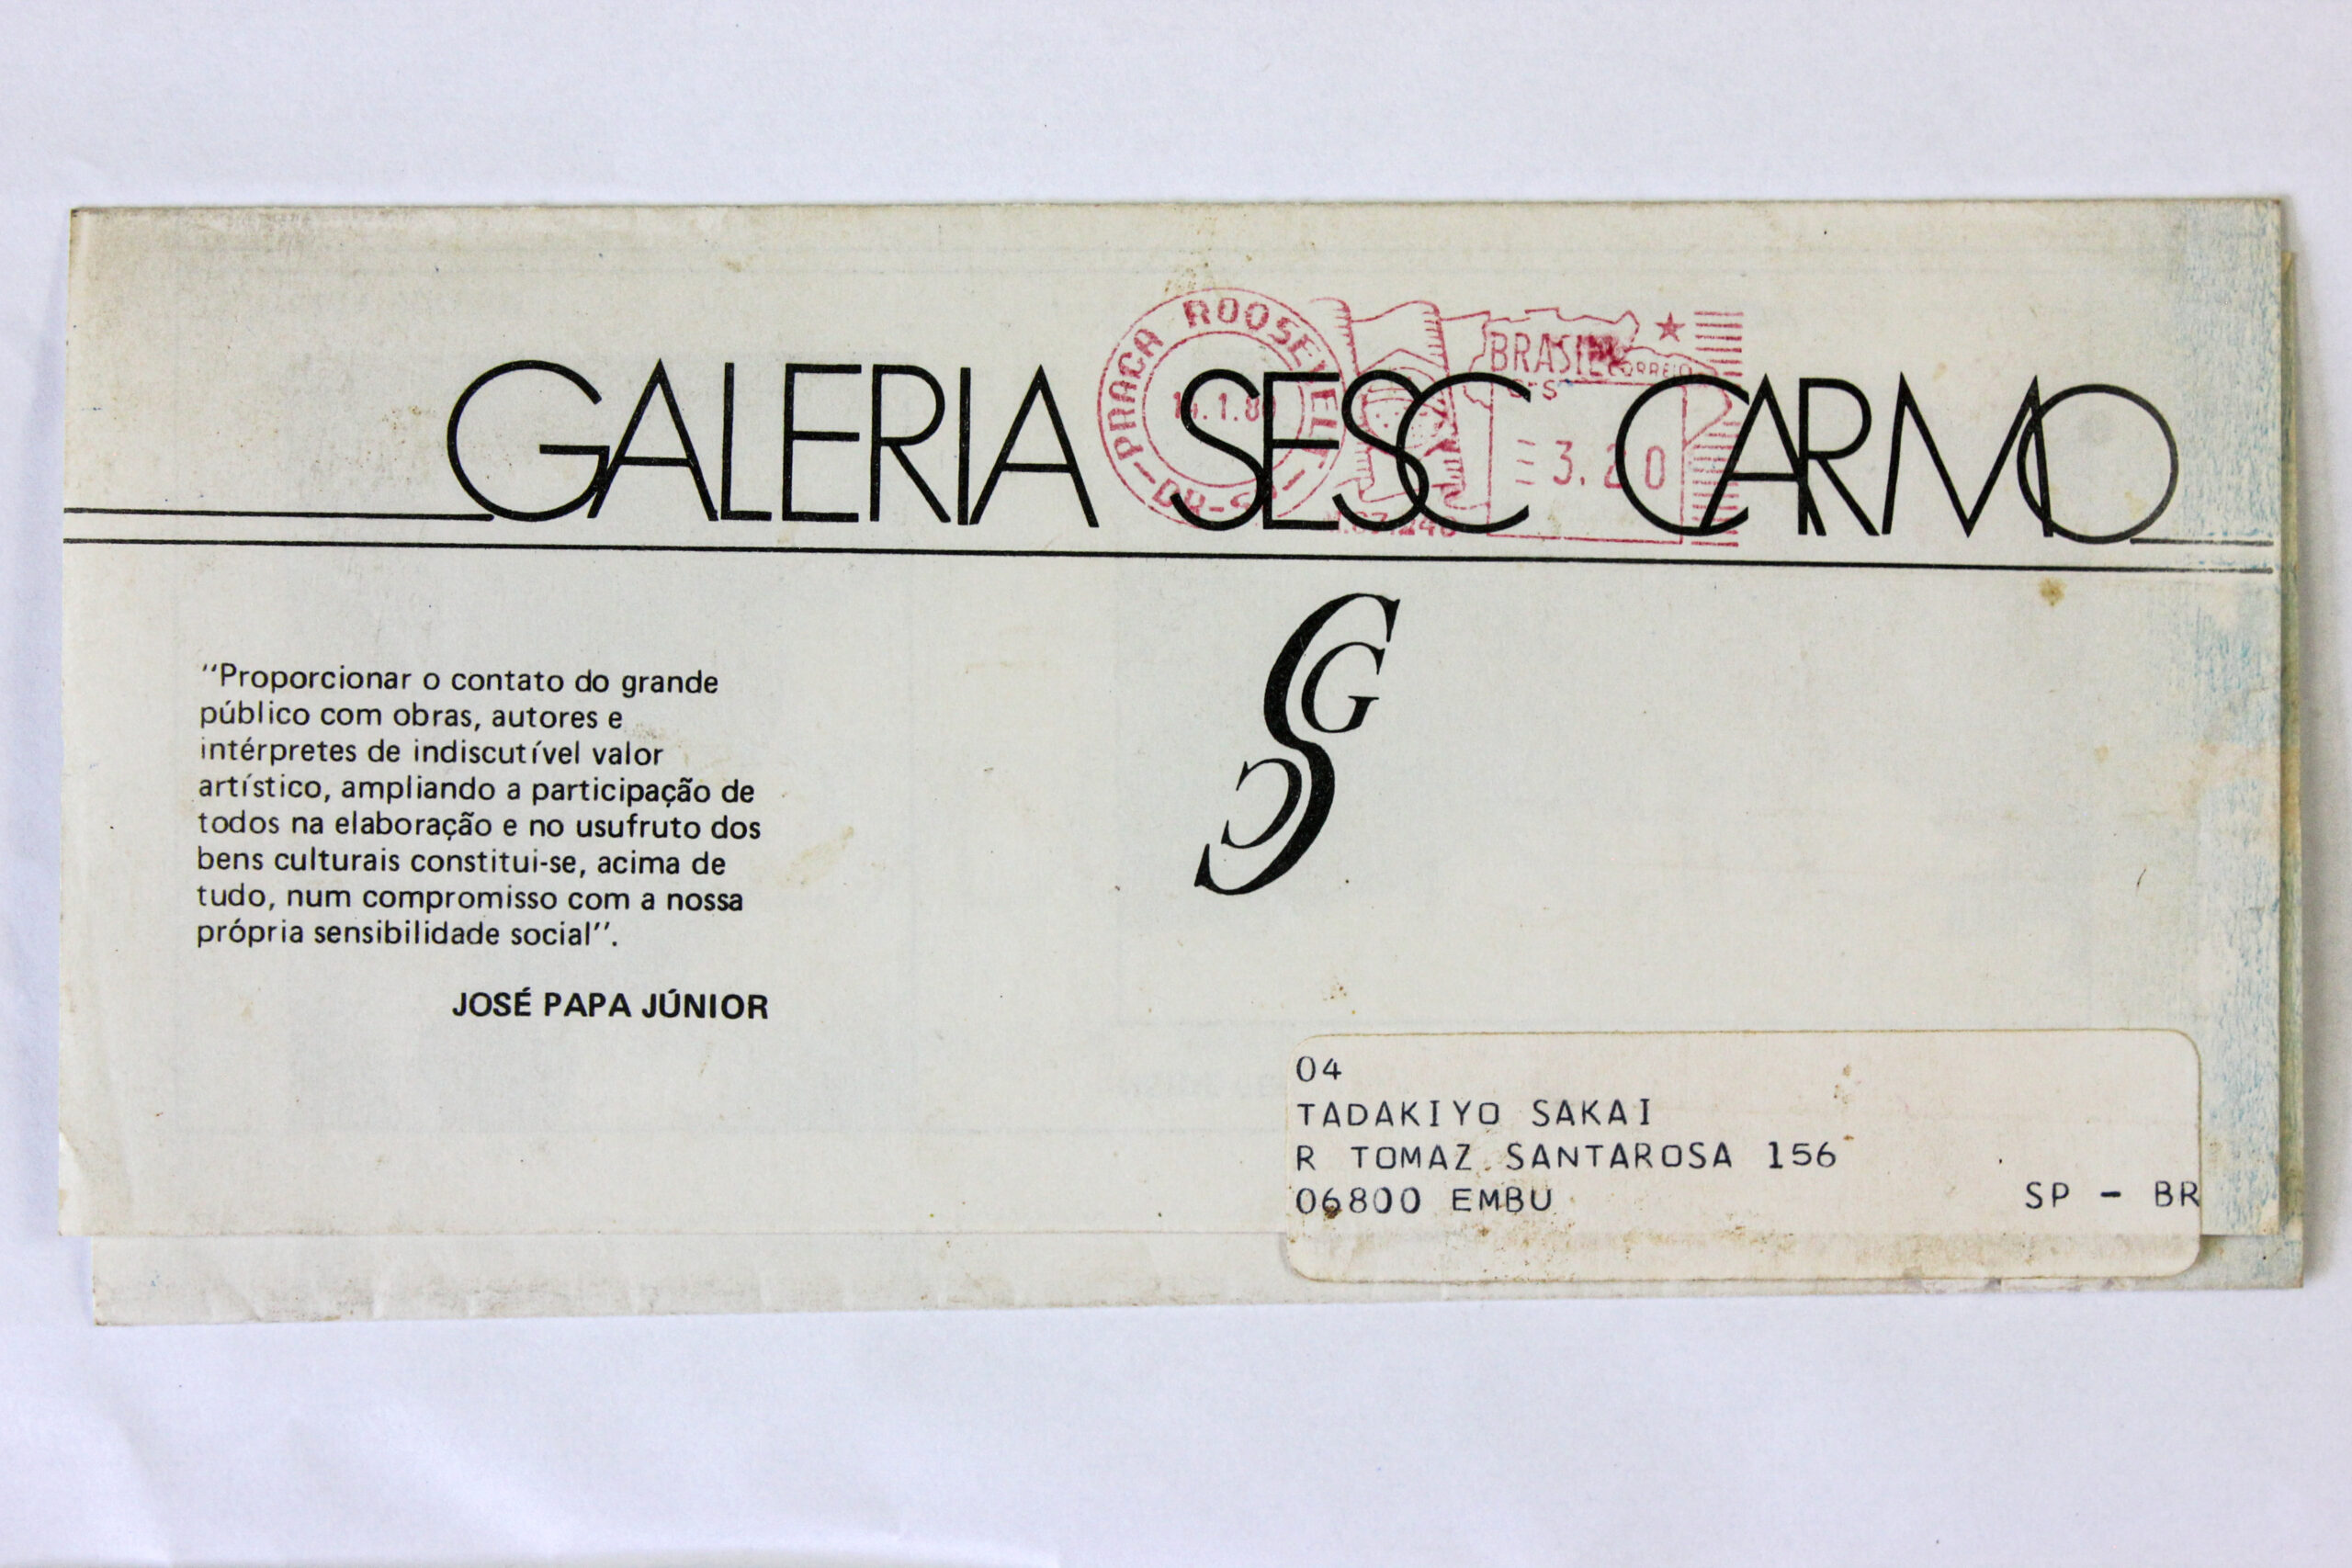 GALERIA SESC CARMO
PRAÇA ROOSEVELT
BRASIL
CORREIO
3.20
"Proporcionar o contato do grande
público com obras, autores e
intérpretes de indiscutível valor
artístico, ampliando a participação de
todos na elaboração e no usufruto dos
bens culturais constitui-se, acima de
tudo, num compromisso com a nossa
própria sensibilidade social".
JOSÉ PAPA JÚNIOR
04
TADAKIYO SAKAI
R TOMAZ SANTAROSA 156
06800 EMBU SP - BR